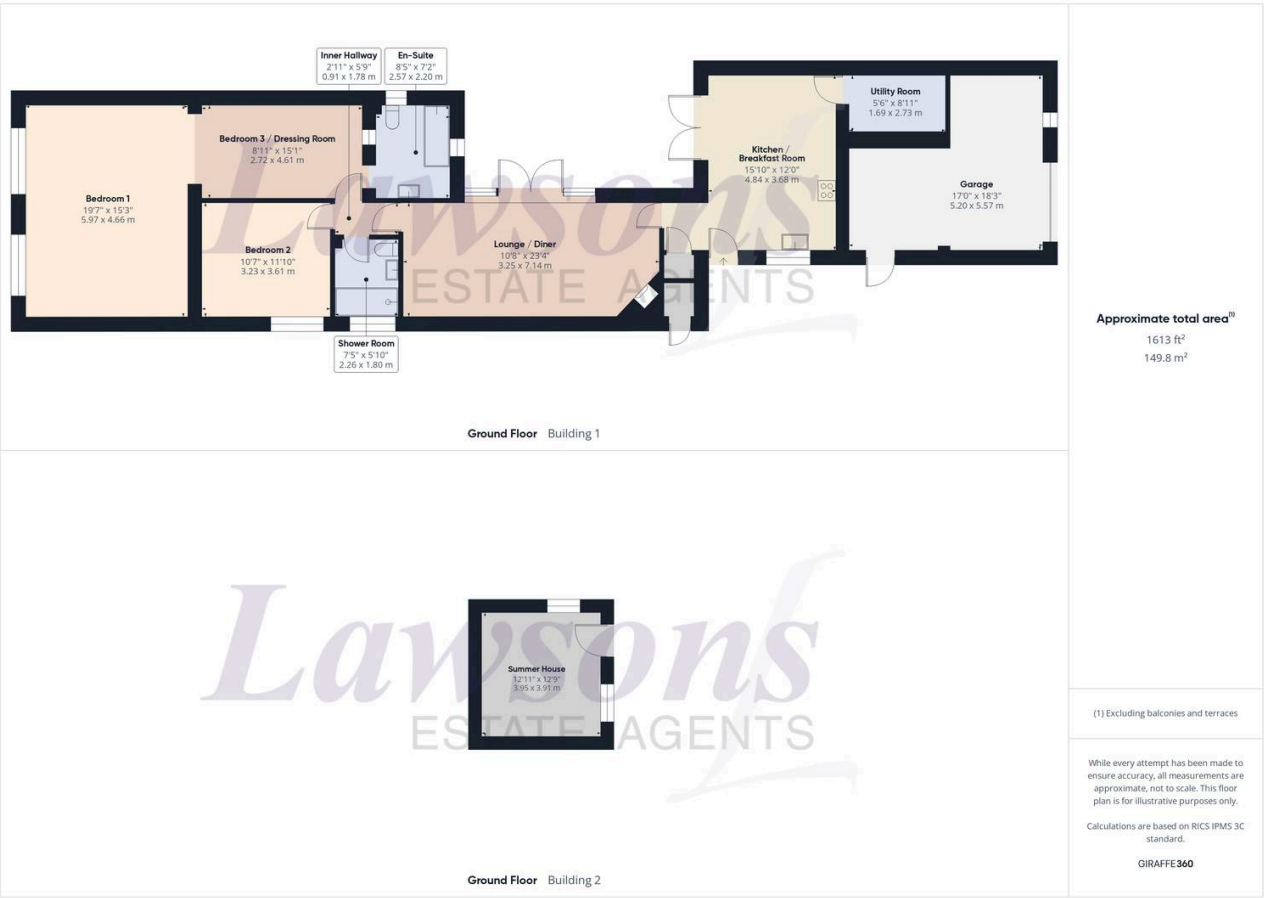 Inner Hallway
2'11" x 5'9"
0.91 x 1.78 m
En-Suite
8'5" x 7'2"
2.57 x 2.20 m
Bedroom 3 / Dressing Room
8'11" x 15'1"
2.72 x 4.61 m
Bedroom 1
19'7" x 15'3"
5.97 x 4.66 m
Bedroom 2
10'7" x 11'10"
3.23 x 3.61 m
Shower Room
7'5" x 5'10"
2.26 x 1.80 m
Lounge / Diner
10'8" x 23'4"
3.25 x 7.14 m
Kitchen /
Breakfast Room
15'10" x 12'0"
4.84 x 3.68 m
Utility Room
5'6" x 8'11"
1.69 x 2.73 m
Garage
17'0" x 18'3"
5.20 x 5.57 m
Lawsons
ESTATE AGENTS
Ground Floor Building 1
Summer House
12'11" x 12'9"
3.95 x 3.91 m
Lawsons
ESTATE AGENTS
Ground Floor Building 2
Approximate total area(1)
1613 ft²
149.8 m²
(1) Excluding balconies and terraces
While every attempt has been made to
ensure accuracy, all measurements are
approximate, not to scale. This floor
plan is for illustrative purposes only.
Calculations are based on RICS IPMS 3C
standard.
GIRAFFE360